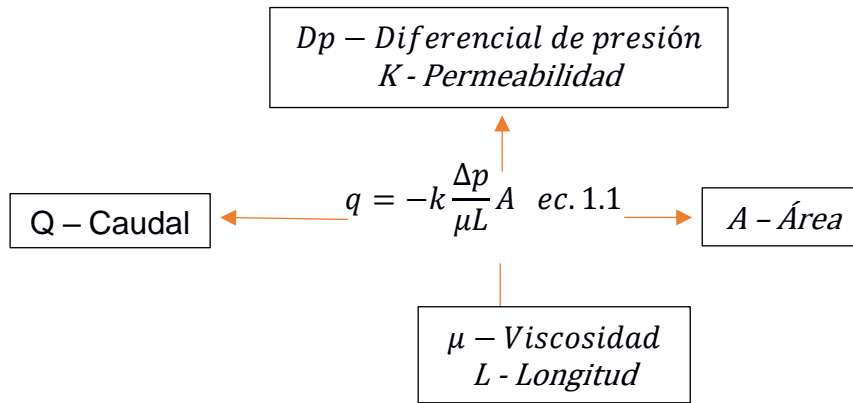 Dp − Diferencial de presión
K - Permeabilidad
q = −k Δp/μL A ec. 1.1
Q – Caudal
A – Área
μ − Viscosidad
L - Longitud